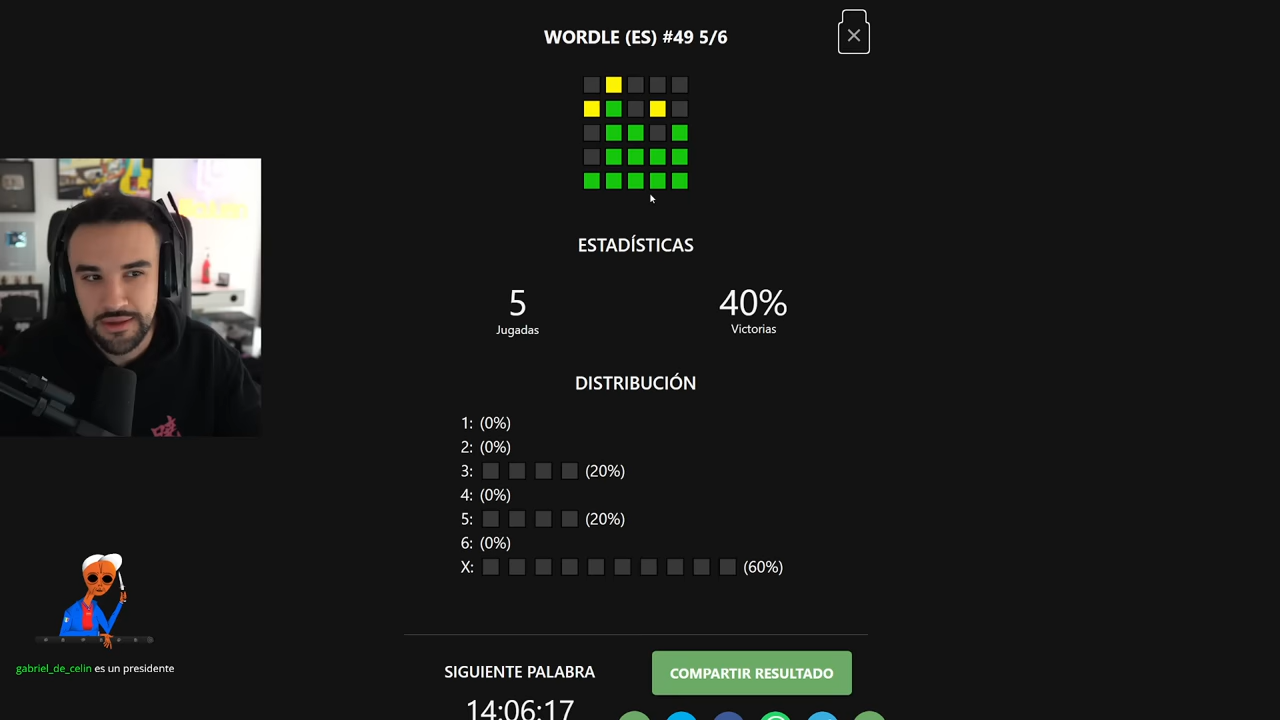 WORDLE (ES) #49 5/6
ESTADÍSTICAS
5
Jugadas
40%
Victorias
DISTRIBUCIÓN
1: (0%)
2: (0%)
3: (20%)
4: (0%)
5: (20%)
6: (0%)
X: (60%)
gabriel_de_celin es un presidente
SIGUIENTE PALABRA
14:06:17
COMPARTIR RESULTADO